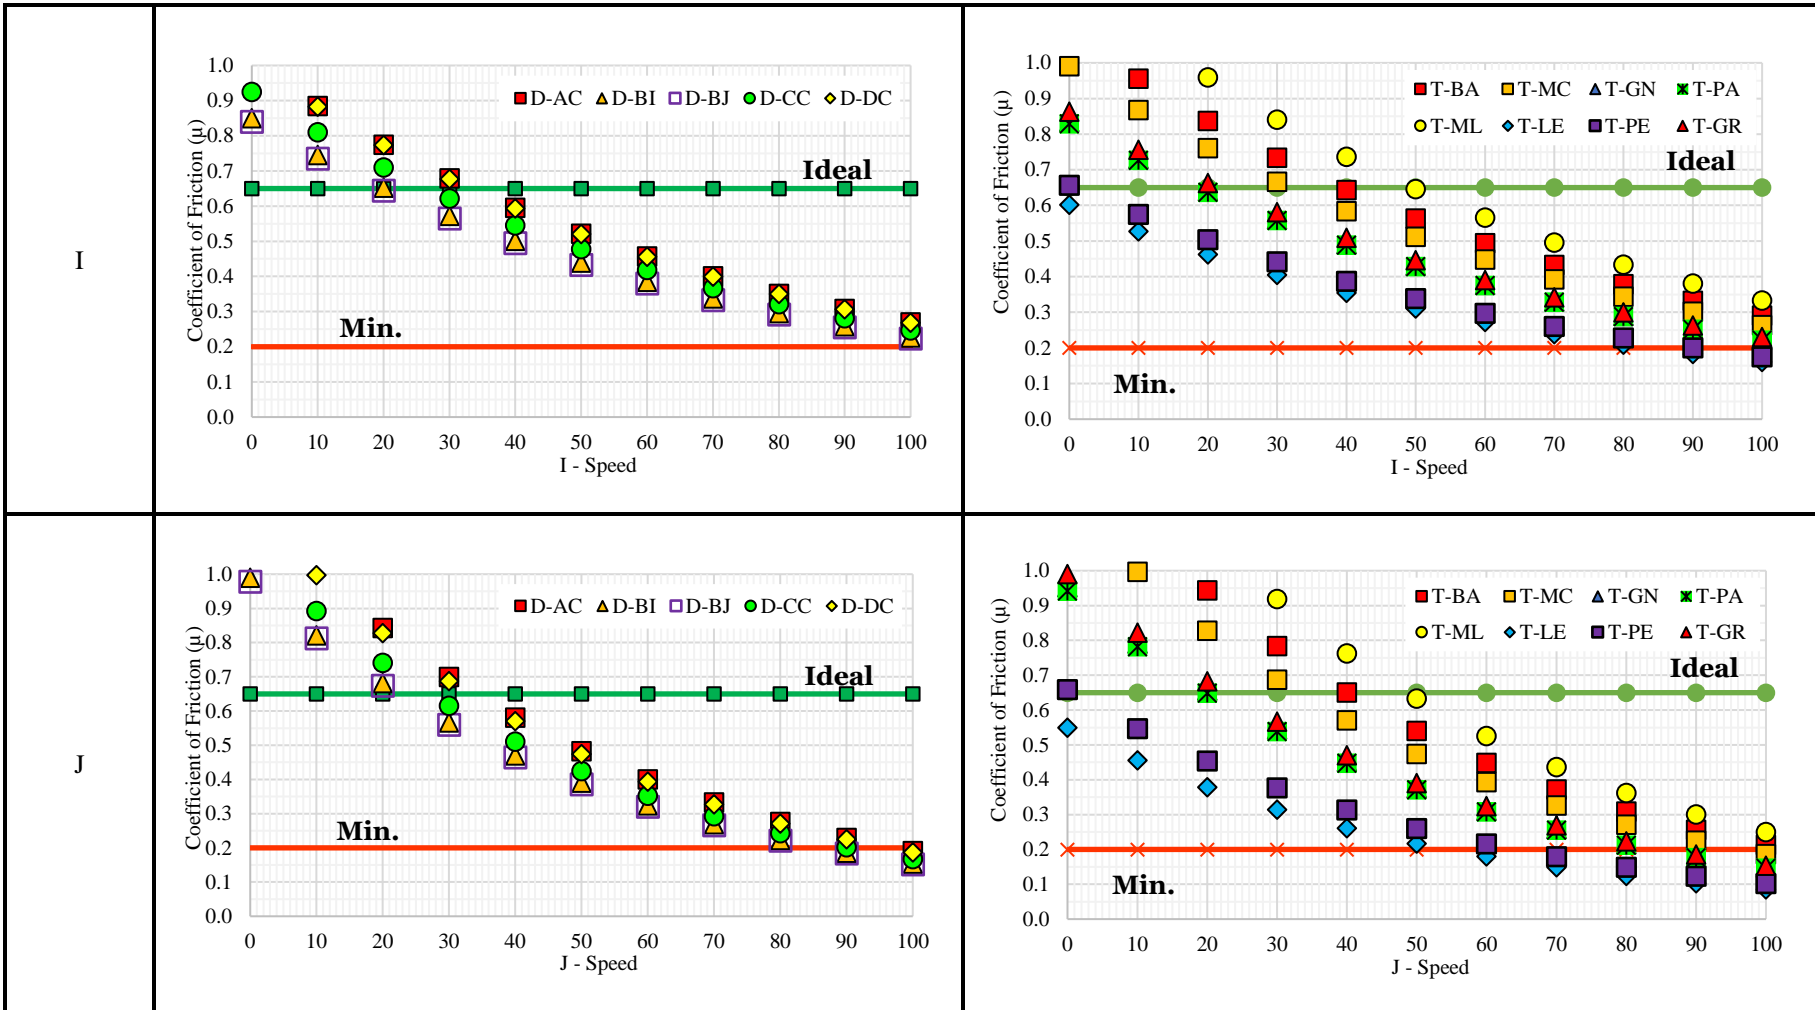 I
1.0
0.9
0.8
0.7
0.6
0.5
0.4
0.3
0.2
0.1
0.0
Coefficient of Friction (μ)
D-AC D-BI D-BJ D-CC D-DC
Ideal
Min.
0 10 20 30 40 50 60 70 80 90 100
I - Speed
1.0
0.9
0.8
0.7
0.6
0.5
0.4
0.3
0.2
0.1
0.0
Coefficient of Friction (μ)
T-BA T-MC T-GN T-PA
T-ML T-LE T-PE T-GR
Ideal
Min.
0 10 20 30 40 50 60 70 80 90 100
I - Speed
J
1.0
0.9
0.8
0.7
0.6
0.5
0.4
0.3
0.2
0.1
0.0
Coefficient of Friction (μ)
D-AC D-BI D-BJ D-CC D-DC
Ideal
Min.
0 10 20 30 40 50 60 70 80 90 100
J - Speed
1.0
0.9
0.8
0.7
0.6
0.5
0.4
0.3
0.2
0.1
0.0
Coefficient of Friction (μ)
T-BA T-MC T-GN T-PA
T-ML T-LE T-PE T-GR
Ideal
Min.
0 10 20 30 40 50 60 70 80 90 100
J - Speed